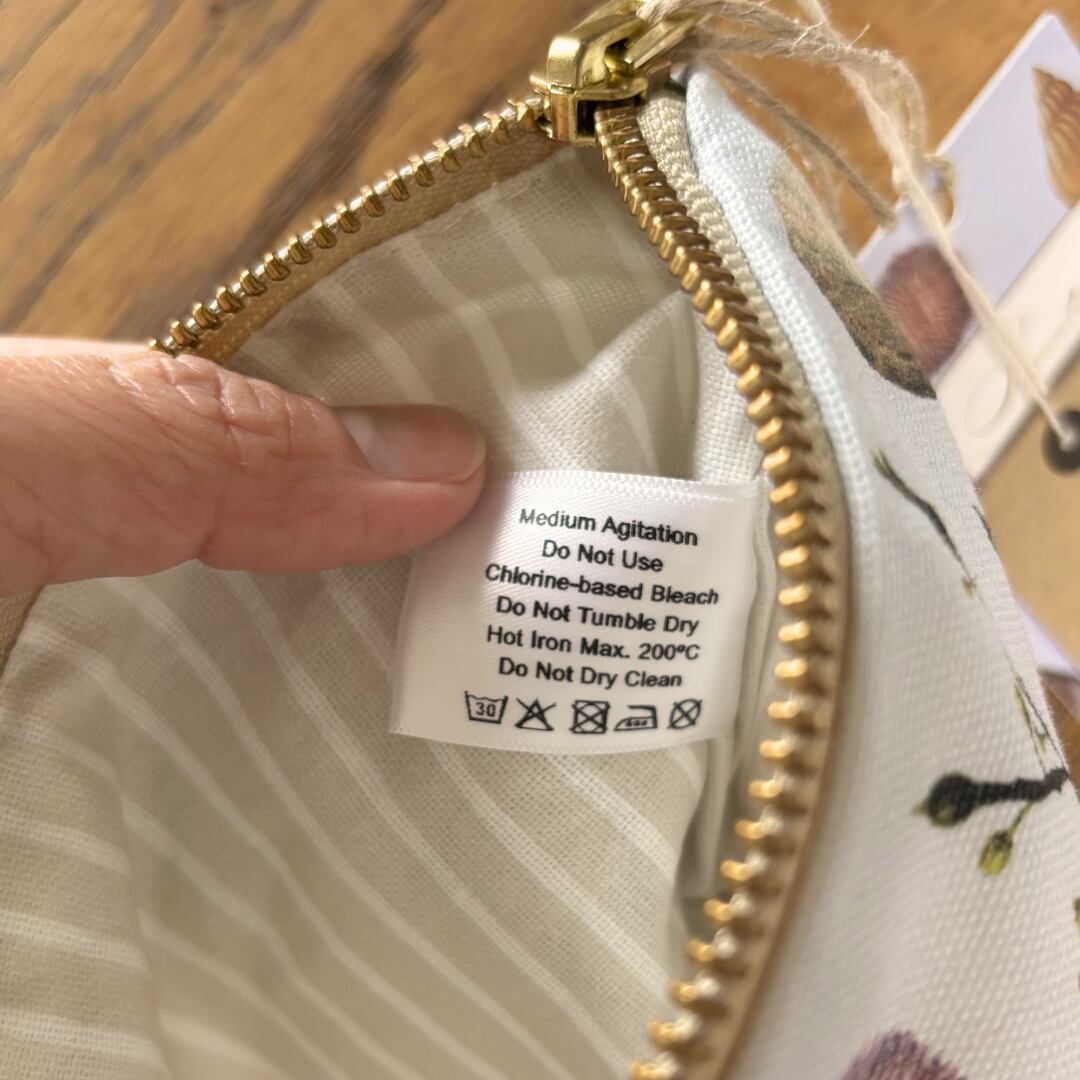 Medium Agitation
Do Not Use
Chlorine-based Bleach
Do Not Tumble Dry
Hot Iron Max. 200ºC
Do Not Dry Clean
30